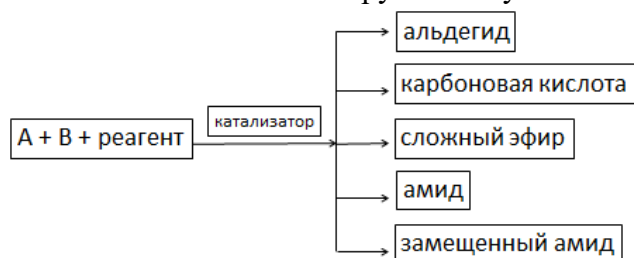 альдегид
карбоновая кислота
катализатор
А + В + реагент
сложный эфир
амид
замещенный амид